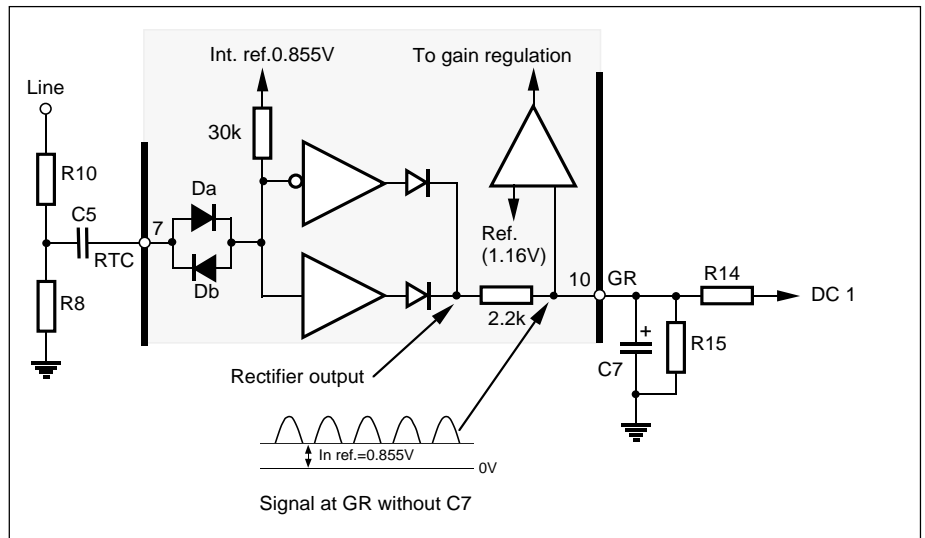 Int. ref.0.855V
To gain regulation
Line
30k
R10
Da
C5
7
RTC
Db
R8
Ref.
(1.16V)
10
GR
R14
DC 1
2.2k
+
C7
R15
Rectifier output
In ref.=0.855V
0V
Signal at GR without C7